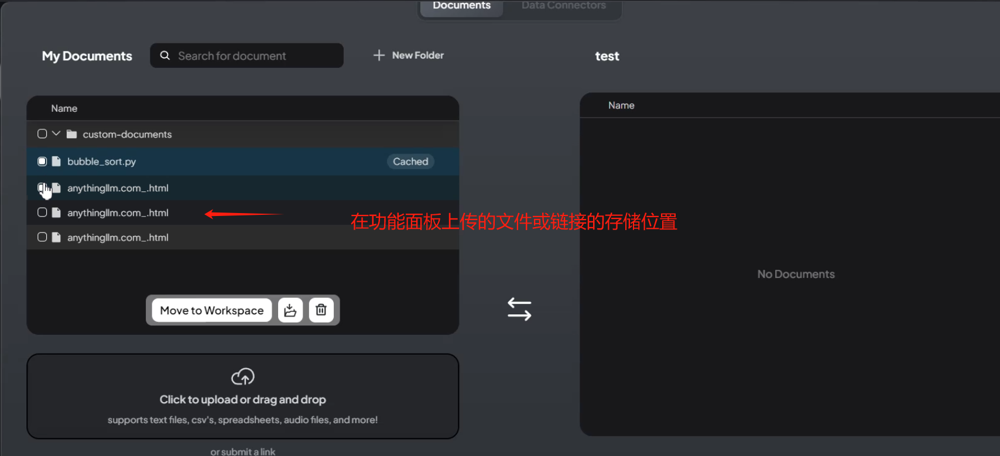 Documents
Data Connectors
My Documents
Search for document
New Folder
test
Name
custom-documents
bubble_sort.py
Cached
anythingllm.com_.html
anythingllm.com_.html
anythingllm.com_.html
在功能面板上传的文件或链接的存储位置
Move to Workspace
Click to upload or drag and drop
supports text files, csv's, spreadsheets, audio files, and more!
or submit a link
Name
No Documents